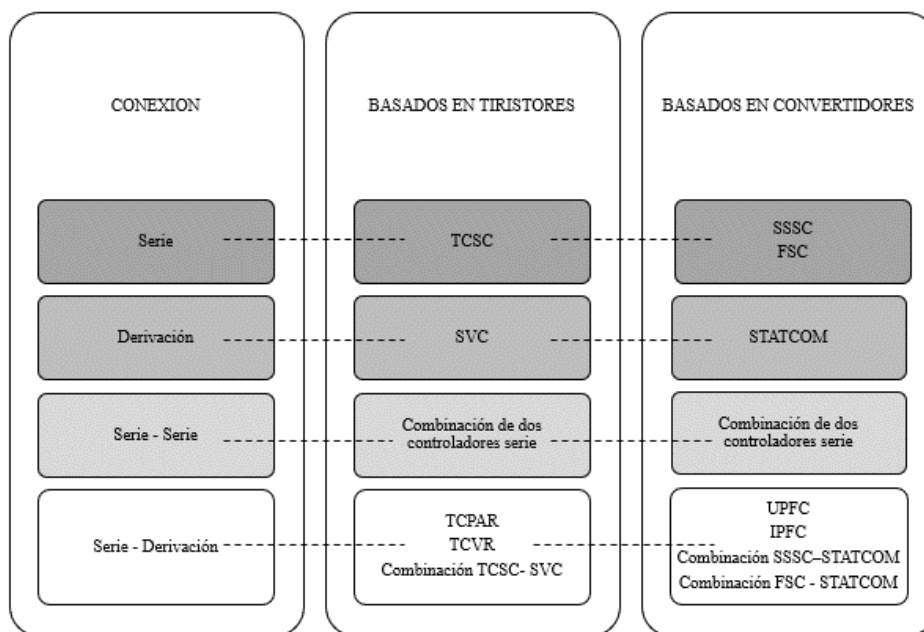 CONEXION
BASADOS EN TIRISTORES
BASADOS EN CONVERTIDORES
Serie
TCSC
SSSC
FSC
Derivación
SVC
STATCOM
Serie - Serie
Combinación de dos
controladores serie
Combinación de dos
controladores serie
Serie - Derivación
TCPAR
TCVR
Combinación TCSC- SVC
UPFC
IPFC
Combinación SSSC–STATCOM
Combinación FSC - STATCOM